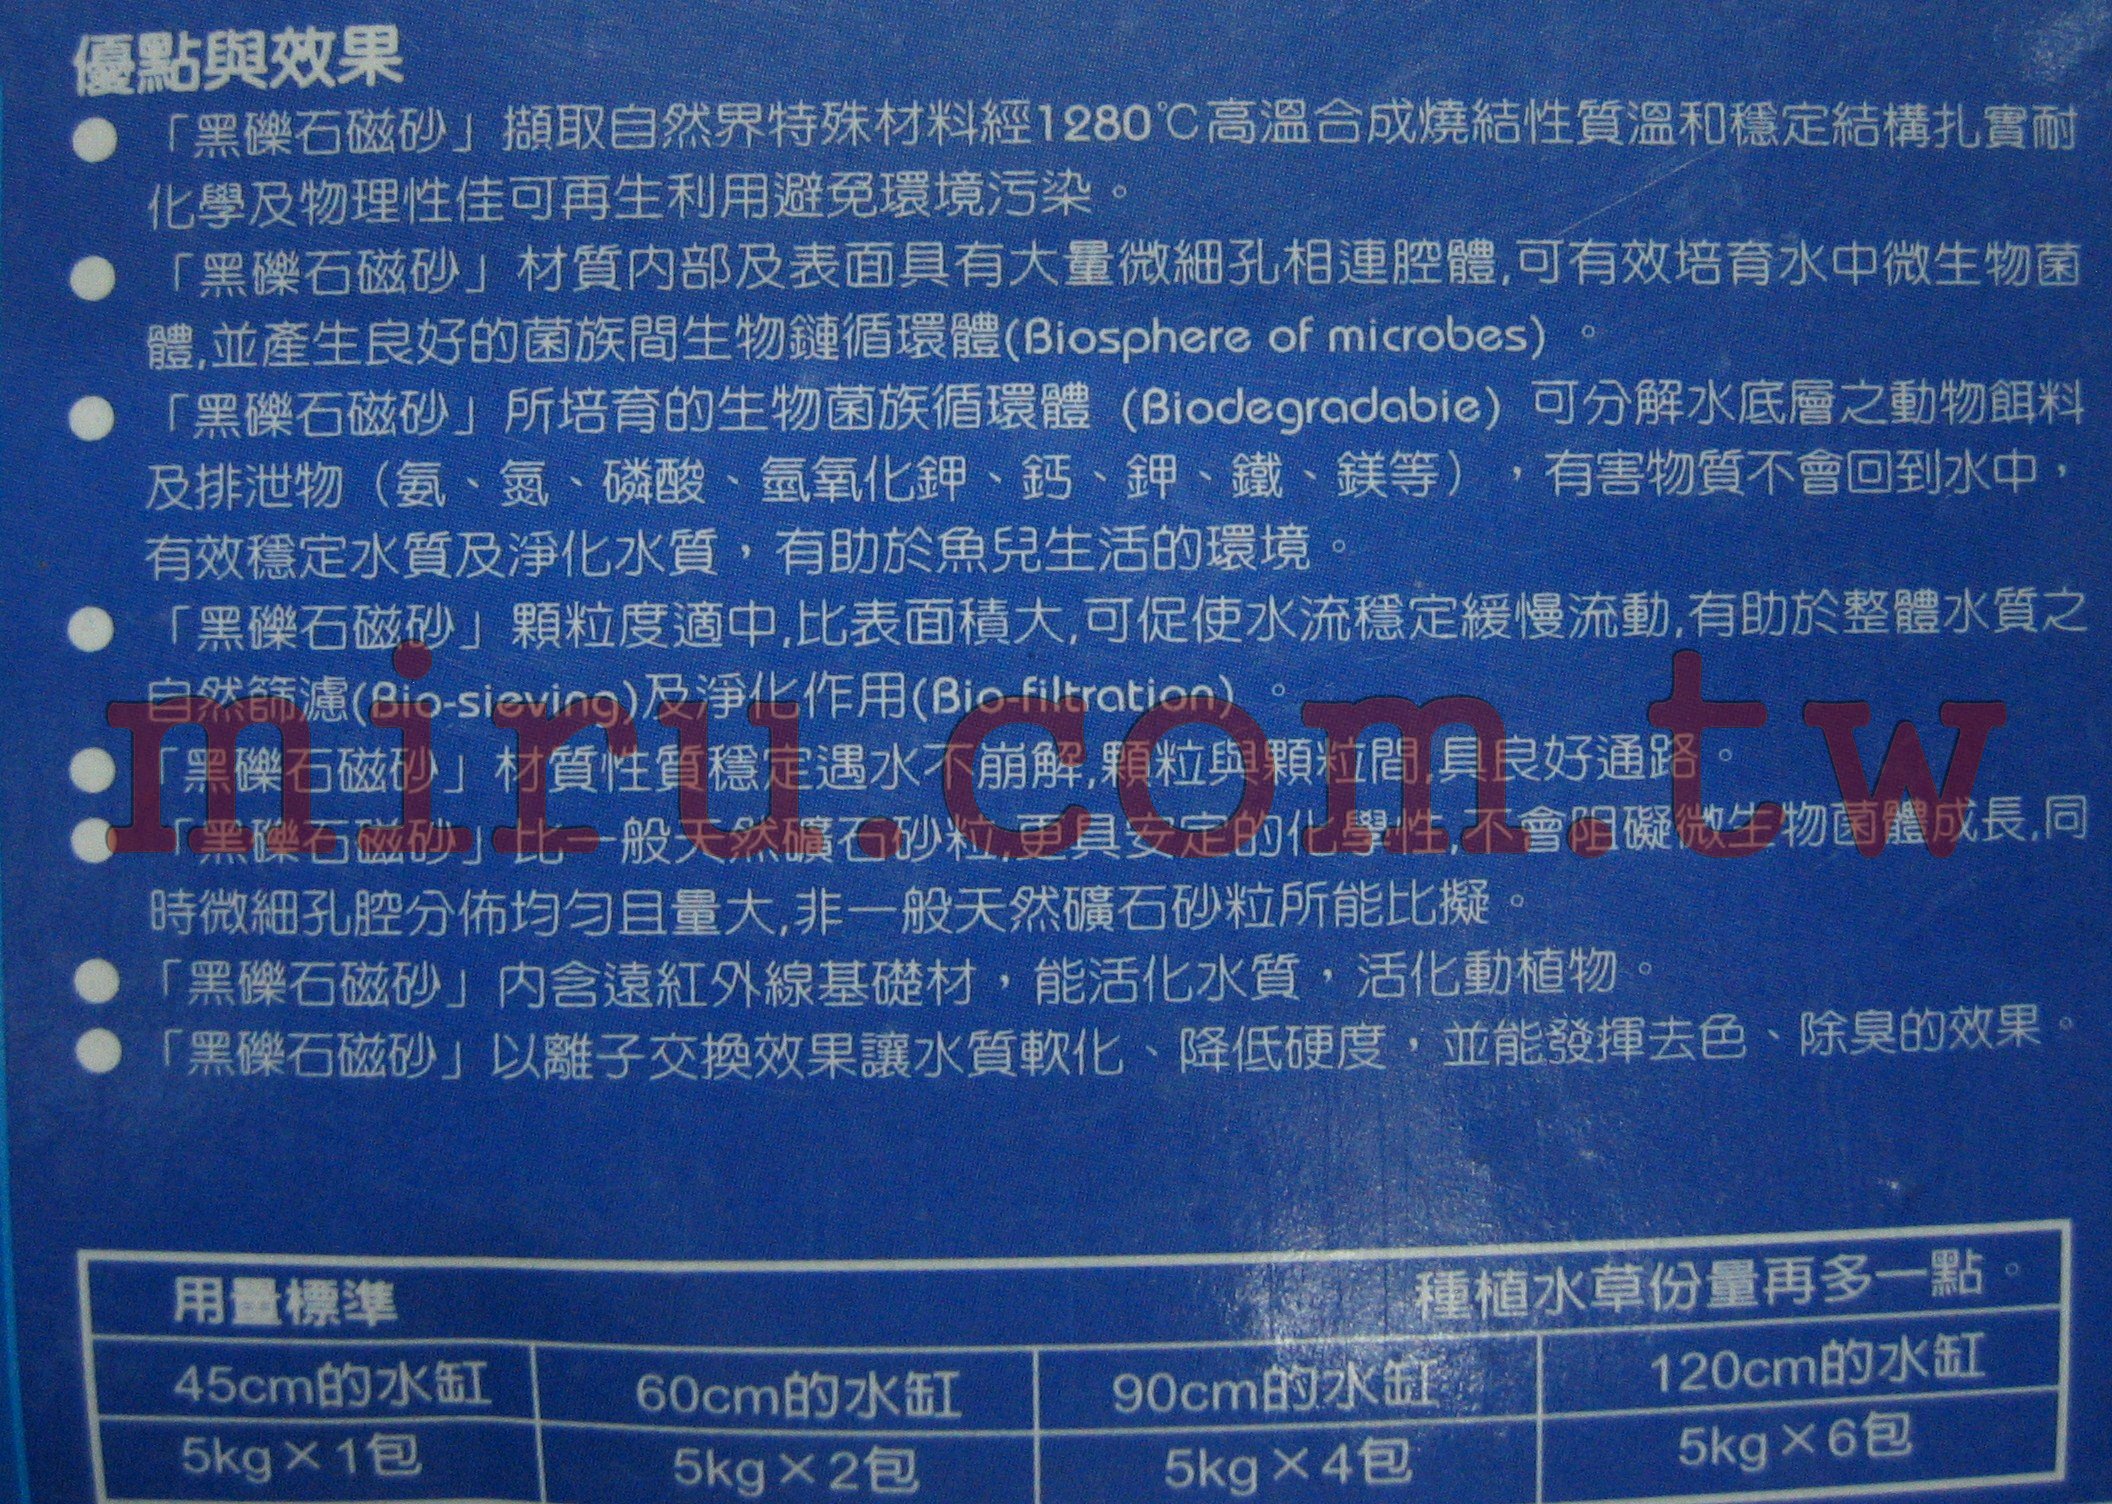 優點與效果
●「黑礫石磁砂」擷取自然界特殊材料經1280℃高溫合成燒結性質溫和穩定結構扎實耐
化學及物理性佳可再生利用避免環境污染。
●「黑礫石磁砂」材質內部及表面具有大量微細孔相連腔體,可有效培育水中微生物菌
體,並產生良好的菌族間生物鏈循環體(Biosphere of microbes)。
●「黑礫石磁砂」所培育的生物菌族循環體 (Biodegradabie) 可分解水底層之動物餌料
及排泄物（氨、氮、磷酸、氫氧化鉀、鈣、鉀、鐵、鎂等），有害物質不會回到水中，
有效穩定水質及淨化水質，有助於魚兒生活的環境。
●「黑礫石磁砂」顆粒度適中,比表面積大,可促使水流穩定緩慢流動,有助於整體水質之
自然篩濾(Bio-sieving)及淨化作用(Bio-filtration)。
●「黑礫石磁砂」材質性質穩定遇水不崩解,顆粒與顆粒間,具良好通路。
●「黑礫石磁砂」比一般天然礦石砂粒,更具安定的化學性,不會阻礙微生物菌體成長,同
時微細孔腔分佈均勻且量大,非一般天然礦石砂粒所能比擬。
●「黑礫石磁砂」內含遠紅外線基礎材，能活化水質，活化動植物。
●「黑礫石磁砂」以離子交換效果讓水質軟化、降低硬度，並能發揮去色、除臭的效果。
miru.com.tw
用量標準 種植水草份量再多一點。
45cm的水缸 60cm的水缸 90cm的水缸 120cm的水缸
5kg×1包 5kg×2包 5kg×4包 5kg×6包